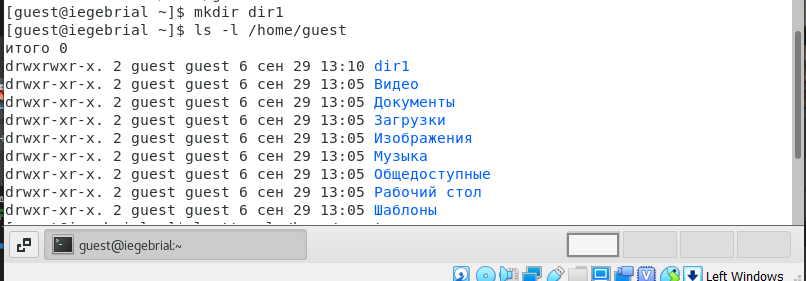 [guest@iegebrial ~]$ mkdir dir1
[guest@iegebrial ~]$ ls -l /home/guest
итого 0
drwxrwxr-x. 2 guest guest 6 сен 29 13:10 dir1
drwxr-xr-x. 2 guest guest 6 сен 29 13:05 Видео
drwxr-xr-x. 2 guest guest 6 сен 29 13:05 Документы
drwxr-xr-x. 2 guest guest 6 сен 29 13:05 Загрузки
drwxr-xr-x. 2 guest guest 6 сен 29 13:05 Изображения
drwxr-xr-x. 2 guest guest 6 сен 29 13:05 Музыка
drwxr-xr-x. 2 guest guest 6 сен 29 13:05 Общедоступные
drwxr-xr-x. 2 guest guest 6 сен 29 13:05 Рабочий стол
drwxr-xr-x. 2 guest guest 6 сен 29 13:05 Шаблоны
guest@iegebrial:~
Left Windows